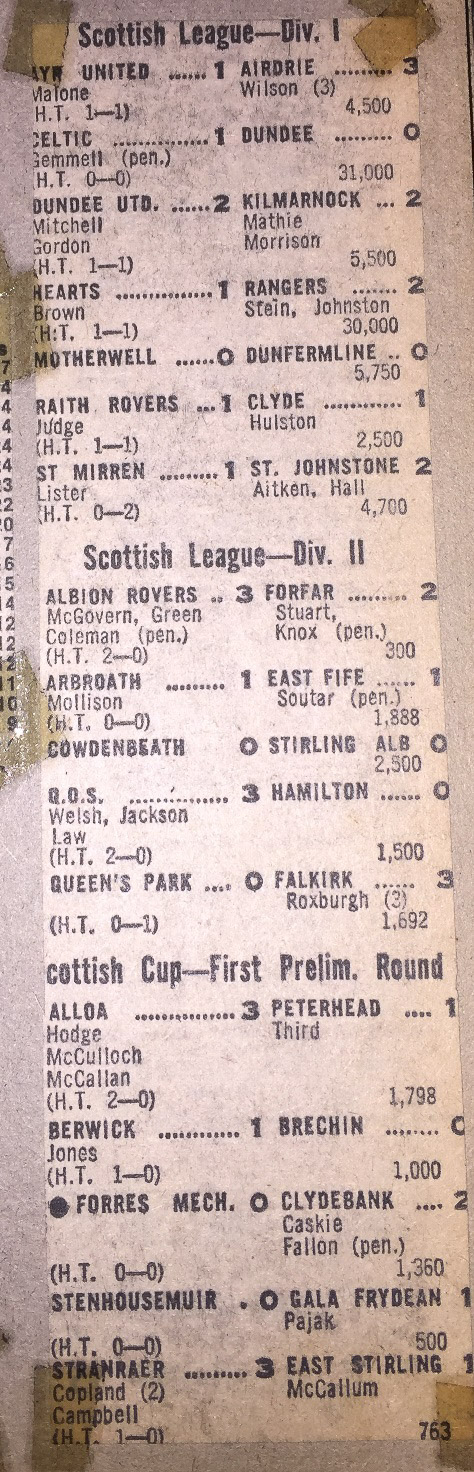 Scottish League—Div. I
AYR UNITED ...... 1 AIRDRIE ......... 3
Malone Wilson (3)
(H.T. 1—1) 4,500
CELTIC ............... 1 DUNDEE ......... 0
Gemmell (pen.)
(H.T. 0—0) 31,000
DUNDEE UTD. ...... 2 KILMARNOCK ... 2
Mitchell Mathie
Gordon Morrison
(H.T. 1—1) 5,500
HEARTS ............... 1 RANGERS ....... 2
Brown Stein, Johnston
(H.T. 1—1) 30,000
MOTHERWELL ...... 0 DUNFERMLINE .. 0
5,750
RAITH ROVERS ... 1 CLYDE ............ 1
Judge Hulston
(H.T. 1—1) 2,500
ST MIRREN ......... 1 ST. JOHNSTONE 2
Lister Aitken, Hall
(H.T. 0—2) 4,700
Scottish League—Div. II
ALBION ROVERS .. 3 FORFAR ......... 2
McGovern, Green Stuart,
Coleman (pen.) Knox (pen.)
(H.T. 2—0) 300
ARBROATH ......... 1 EAST FIFE ...... 1
Mollison Soutar (pen.)
(H.T. 0—0) 1,888
COWDENBEATH 0 STIRLING ALB 0
2,500
Q.O.S. ............... 3 HAMILTON ...... 0
Welsh, Jackson
Law
(H.T. 2—0) 1,500
QUEEN'S PARK .... 0 FALKIRK ...... 3
Roxburgh (3)
(H.T. 0—1) 1,692
cottish Cup—First Prelim. Round
ALLOA ............... 3 PETERHEAD .... 1
Hodge Third
McCulloch
McCallan
(H.T. 2—0) 1,798
BERWICK ............ 1 BRECHIN ....... 0
Jones
(H.T. 1—0) 1,000
● FORRES MECH. 0 CLYDEBANK .... 2
Caskie
Fallon (pen.)
(H.T. 0—0) 1,360
STENHOUSEMUIR . 0 GALA FRYDEAN 1
Pajak
(H.T. 0—0) 500
STRANRAER ......... 3 EAST STIRLING 1
Copland (2) McCallum
Campbell
(H.T. 1—0) 763